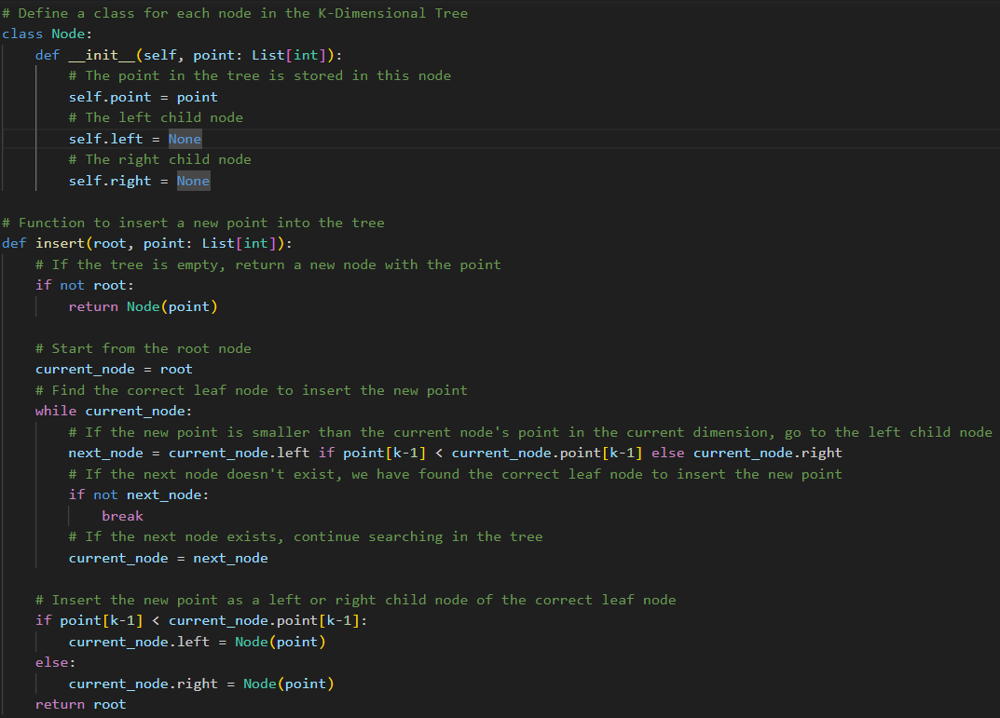 # Define a class for each node in the K-Dimensional Tree
class Node:
    def __init__(self, point: List[int]):
        # The point in the tree is stored in this node
        self.point = point
        # The left child node
        self.left = None
        # The right child node
        self.right = None

# Function to insert a new point into the tree
def insert(root, point: List[int]):
    # If the tree is empty, return a new node with the point
    if not root:
        return Node(point)

    # Start from the root node
    current_node = root
    # Find the correct leaf node to insert the new point
    while current_node:
        # If the new point is smaller than the current node's point in the current dimension, go to the left child node
        next_node = current_node.left if point[k-1] < current_node.point[k-1] else current_node.right
        # If the next node doesn't exist, we have found the correct leaf node to insert the new point
        if not next_node:
            break
        # If the next node exists, continue searching in the tree
        current_node = next_node

    # Insert the new point as a left or right child node of the correct leaf node
    if point[k-1] < current_node.point[k-1]:
        current_node.left = Node(point)
    else:
        current_node.right = Node(point)
    return root